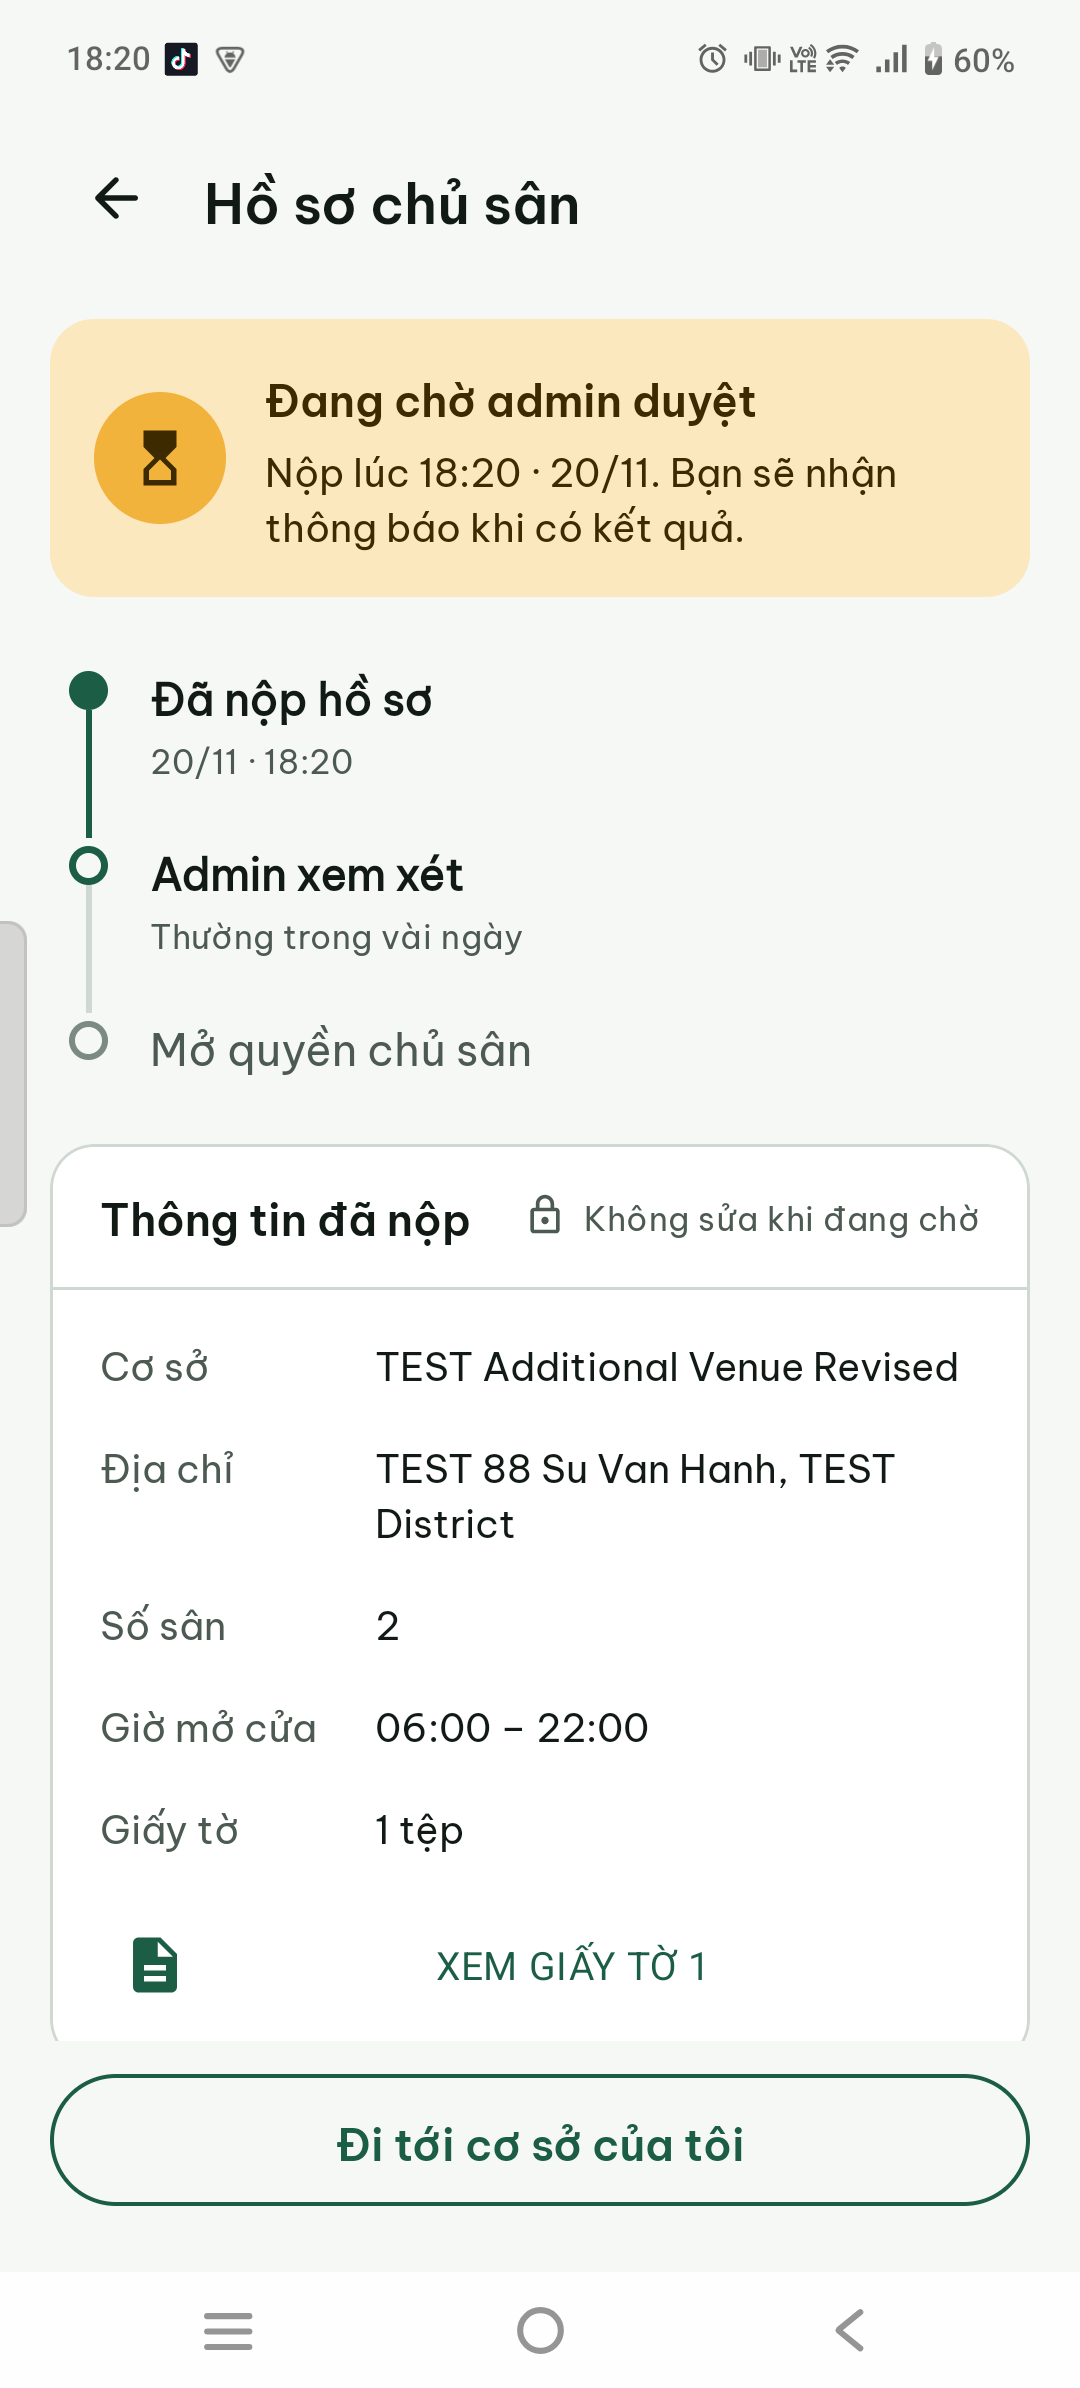 18:20
VoLTE
60%
Hồ sơ chủ sân
Đang chờ admin duyệt
Nộp lúc 18:20 · 20/11. Bạn sẽ nhận
thông báo khi có kết quả.
Đã nộp hồ sơ
20/11 · 18:20
Admin xem xét
Thường trong vài ngày
Mở quyền chủ sân
Thông tin đã nộp
Không sửa khi đang chờ
Cơ sở
TEST Additional Venue Revised
Địa chỉ
TEST 88 Su Van Hanh, TEST
District
Số sân
2
Giờ mở cửa
06:00 – 22:00
Giấy tờ
1 tệp
XEM GIẤY TỜ 1
Đi tới cơ sở của tôi